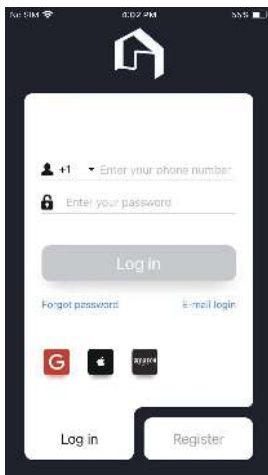 No SIM 4:02 PM 55%
+1 Enter your phone number
Enter your password
Log in
Forgot password E-mail login
G
Log in Register